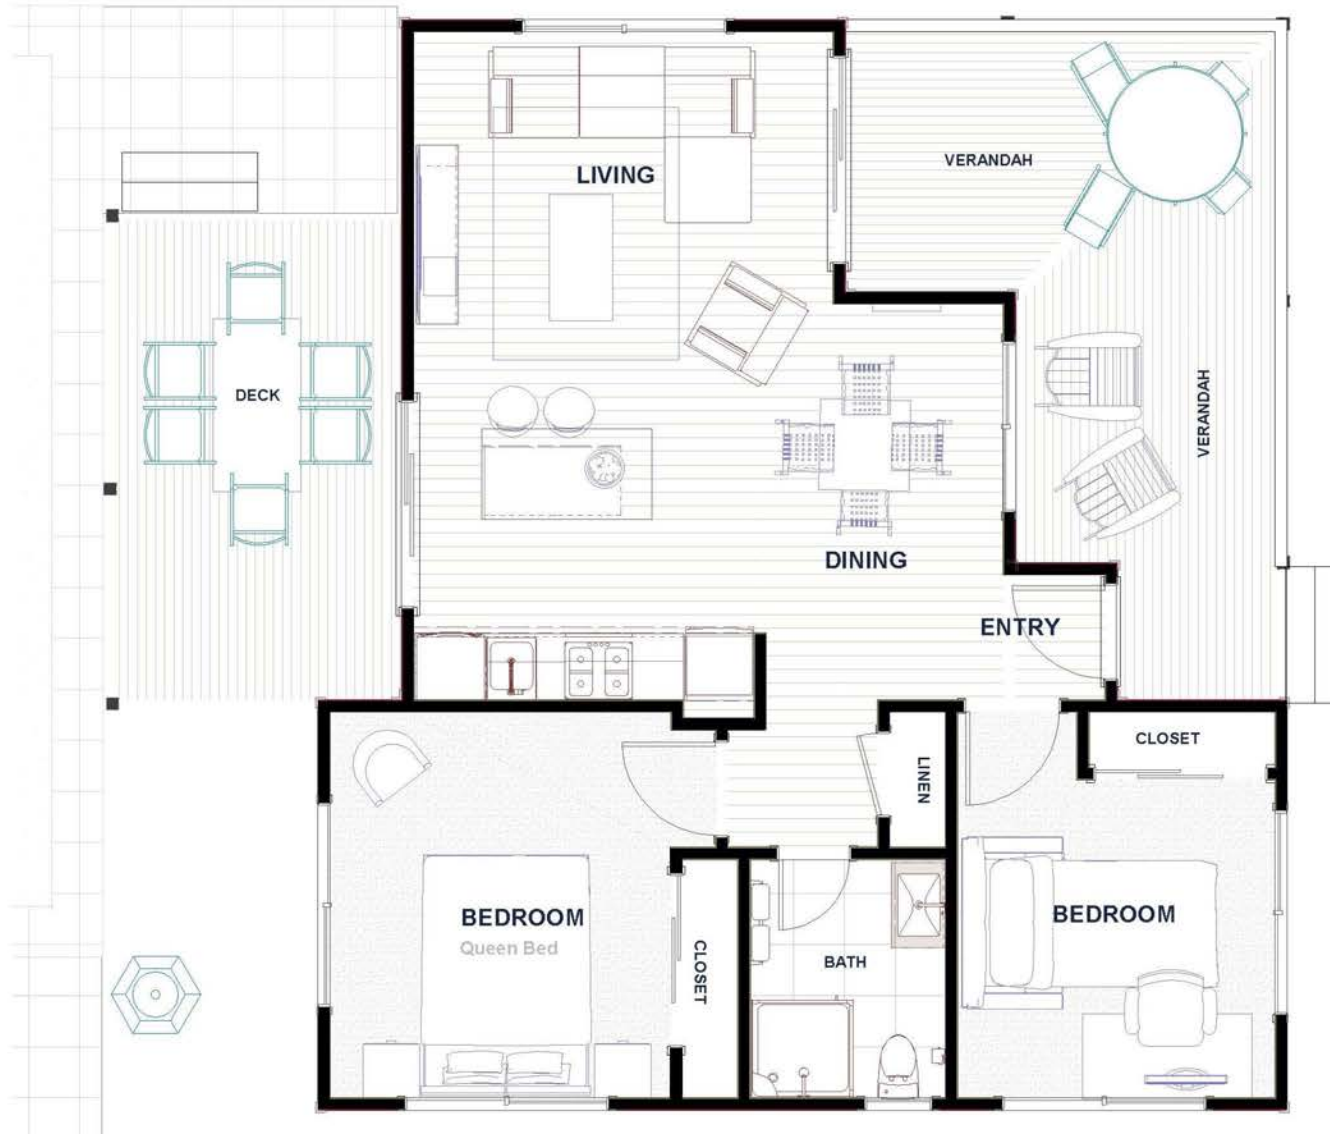 VERANDAH
LIVING
DECK
VERANDAH
DINING
ENTRY
CLOSET
LINEN
BEDROOM
Queen Bed
CLOSET
BATH
BEDROOM